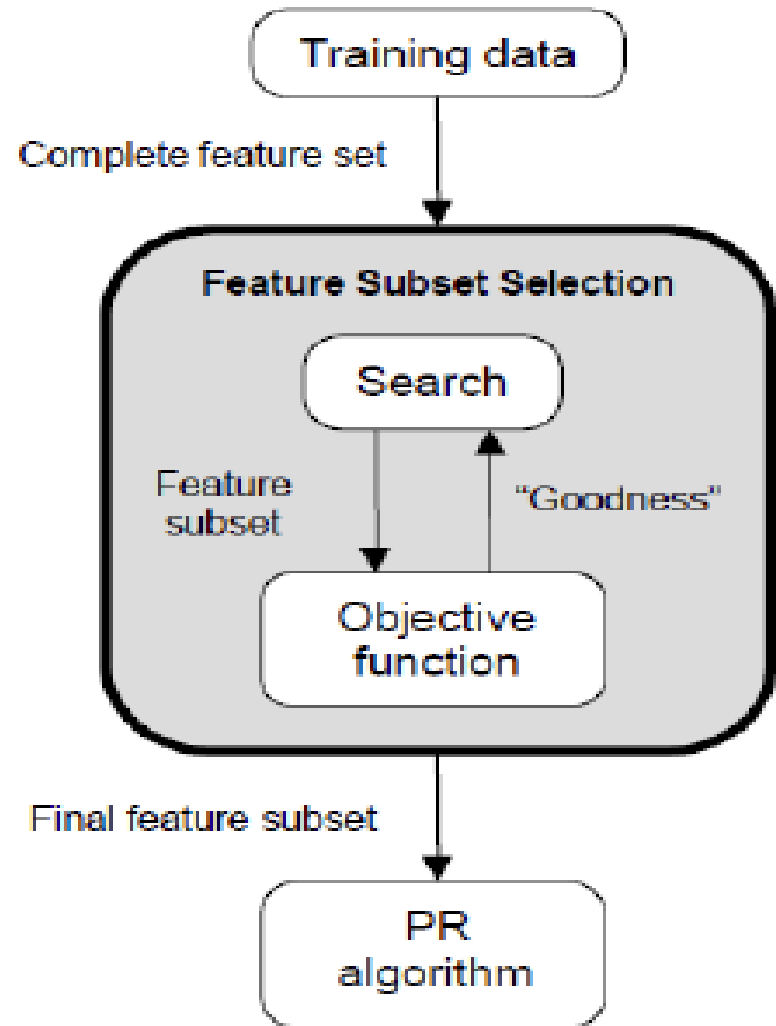 Training data
Complete feature set
Feature Subset Selection
Search
Feature
subset
"Goodness"
Objective
function
Final feature subset
PR
algorithm